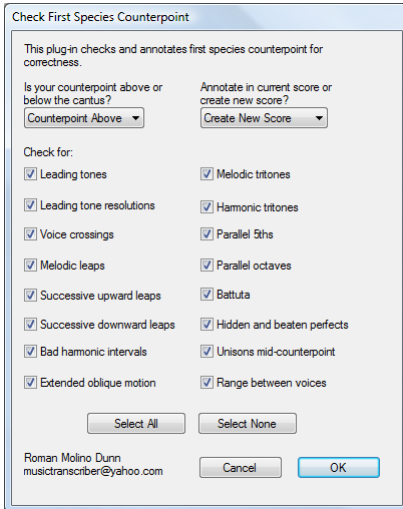 Check First Species Counterpoint
This plug-in checks and annotates first species counterpoint for
correctness.
Is your counterpoint above or
below the cantus?
Counterpoint Above
Annotate in current score or
create new score?
Create New Score
Check for:
Leading tones
Melodic tritones
Leading tone resolutions
Harmonic tritones
Voice crossings
Parallel 5ths
Melodic leaps
Parallel octaves
Successive upward leaps
Battuta
Successive downward leaps
Hidden and beaten perfects
Bad harmonic intervals
Unisons mid-counterpoint
Extended oblique motion
Range between voices
Select All
Select None
Roman Molino Dunn
musictranscriber@yahoo.com
Cancel
OK